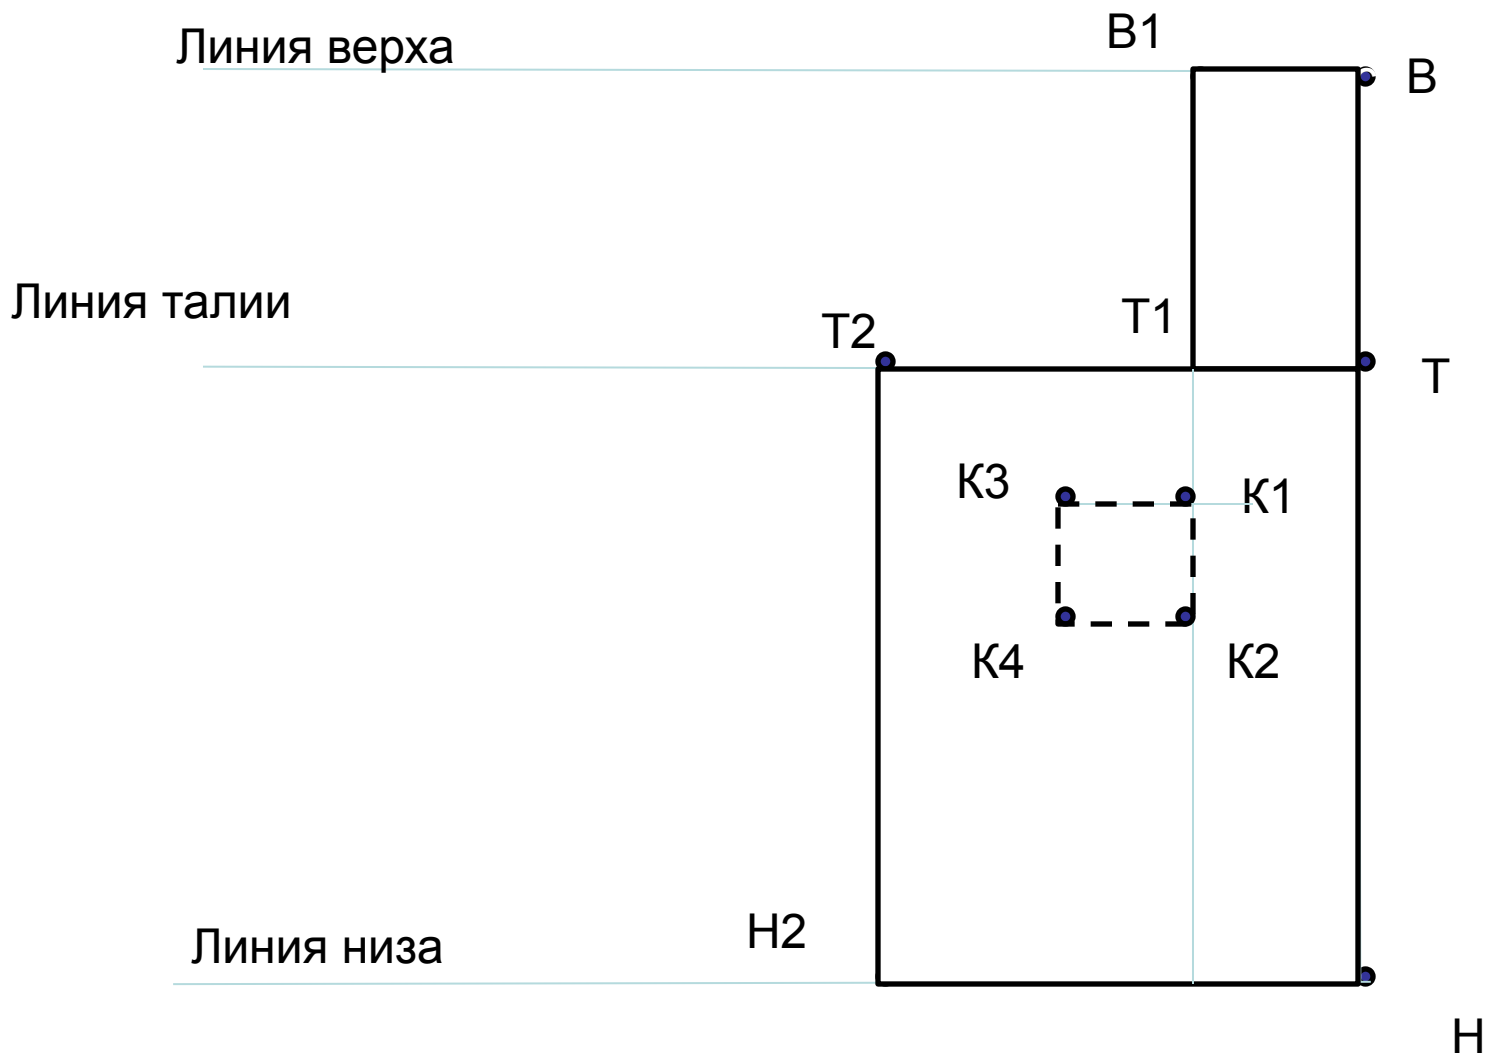 В1
Линия верха
В
Линия талии
Т2
Т1
Т
К3
К1
К4
К2
Н2
Линия низа
Н